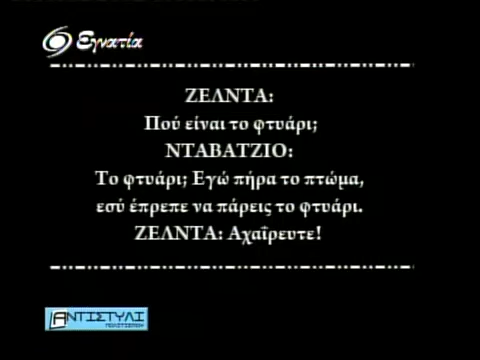 Εγνατία
ΖΕΛΝΤΑ:
Πού είναι το φτυάρι;
ΝΤΑΒΑΤΖΙΟ:
Το φτυάρι; Εγώ πήρα το πτώμα,
εσύ έπρεπε να πάρεις το φτυάρι.
ΖΕΛΝΤΑ: Αχαΐρευτε!
ΑΝΤΙΣΤΥΛΙ
ΠΟΛΙΤΙΣΜΟΥ